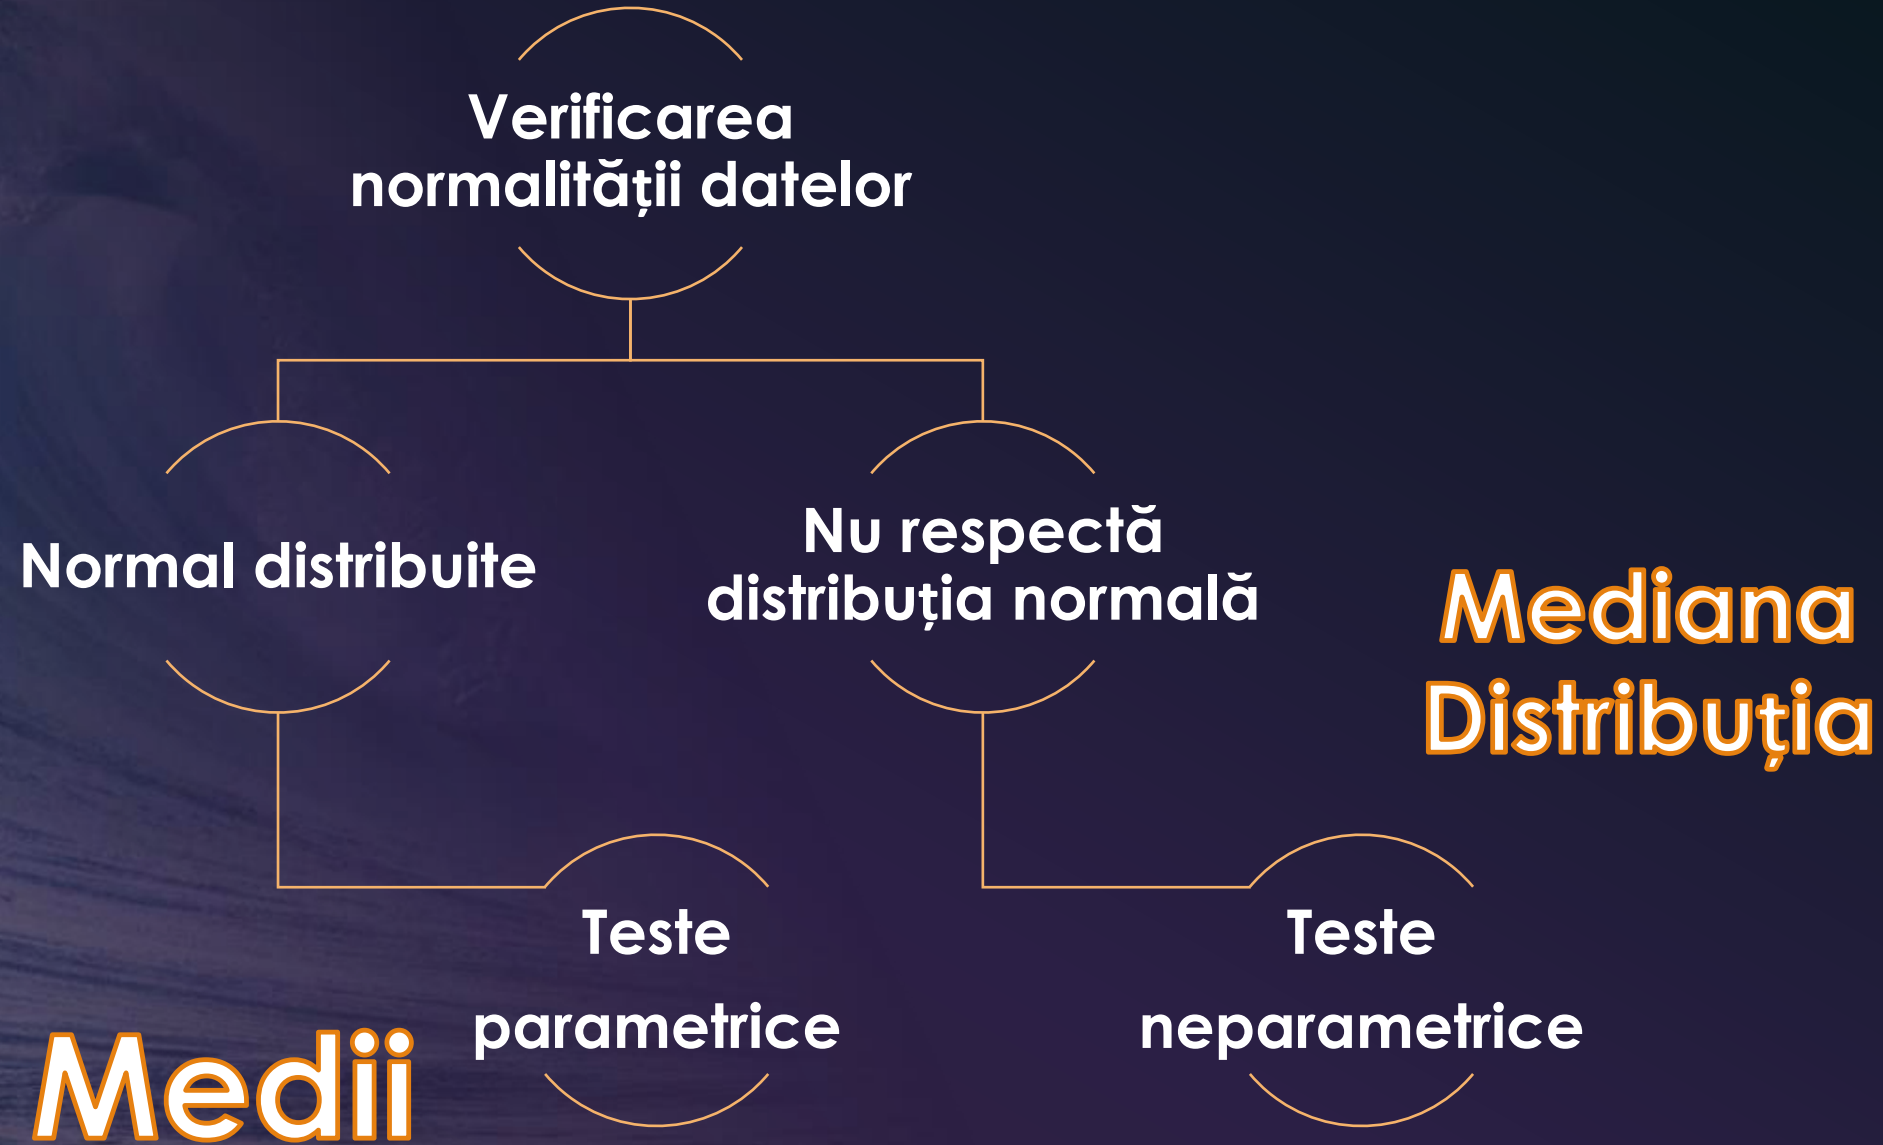 Verificarea
normalității datelor
Normal distribuite
Nu respectă
distribuția normală
Mediana
Distribuția
Teste
parametrice
Teste
neparametrice
Medii